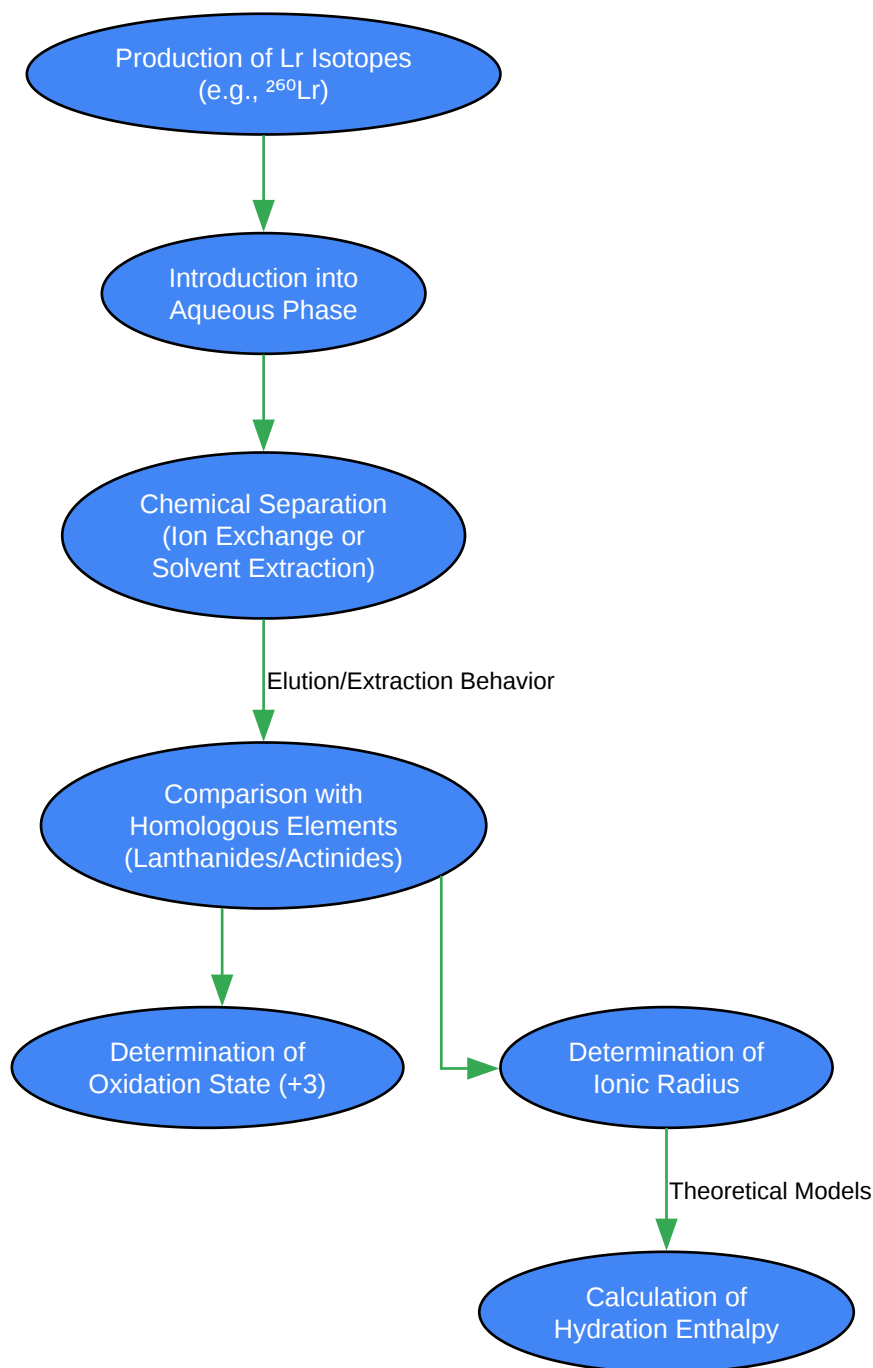 Production of Lr Isotopes
(e.g., ²⁶⁰Lr)
Introduction into
Aqueous Phase
Chemical Separation
(Ion Exchange or
Solvent Extraction)
Elution/Extraction Behavior
Comparison with
Homologous Elements
(Lanthanides/Actinides)
Determination of
Oxidation State (+3)
Determination of
Ionic Radius
Theoretical Models
Calculation of
Hydration Enthalpy